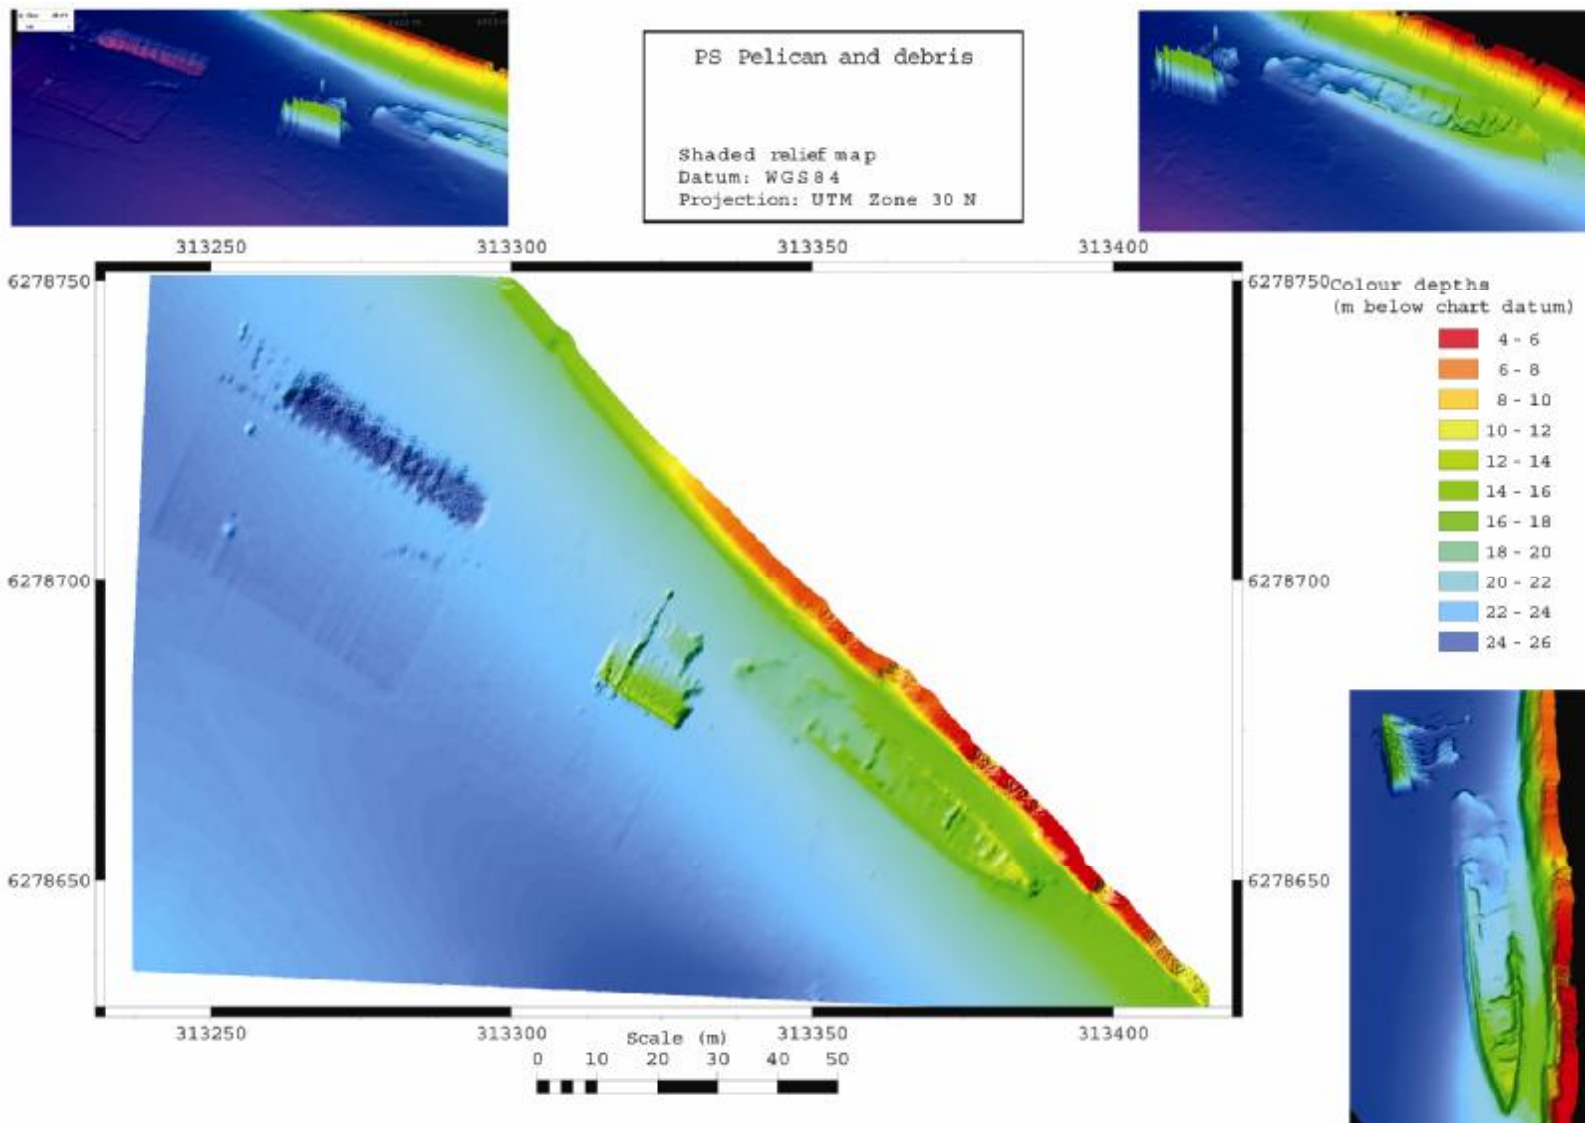 PS Pelican and debris
Shaded relief map
Datum: WGS84
Projection: UTM Zone 30 N
313250 313300 313350 313400
6278750 6278750
Colour depths
(m below chart datum)
4 - 6
6 - 8
8 - 10
10 - 12
12 - 14
14 - 16
16 - 18
18 - 20
20 - 22
22 - 24
24 - 26
6278700 6278700
6278650 6278650
313250 313300 313350 313400
Scale (m)
0 10 20 30 40 50